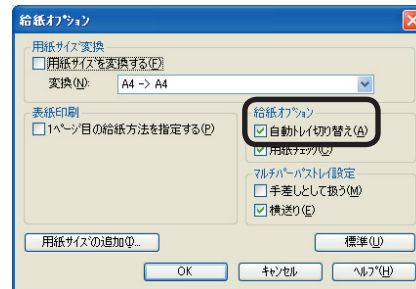 給紙オプション
用紙サイズ変換
用紙サイズを変換する(F)
変換(N): A4 -> A4
表紙印刷
1ページ目の給紙方法を指定する(P)
給紙オプション
自動トレイ切り替え(A)
用紙チェック(C)
マルチパーパストレイ設定
手差しとして扱う(M)
横送り(E)
用紙サイズの追加(I)...
標準(U)
OK
キャンセル
ヘルプ(H)